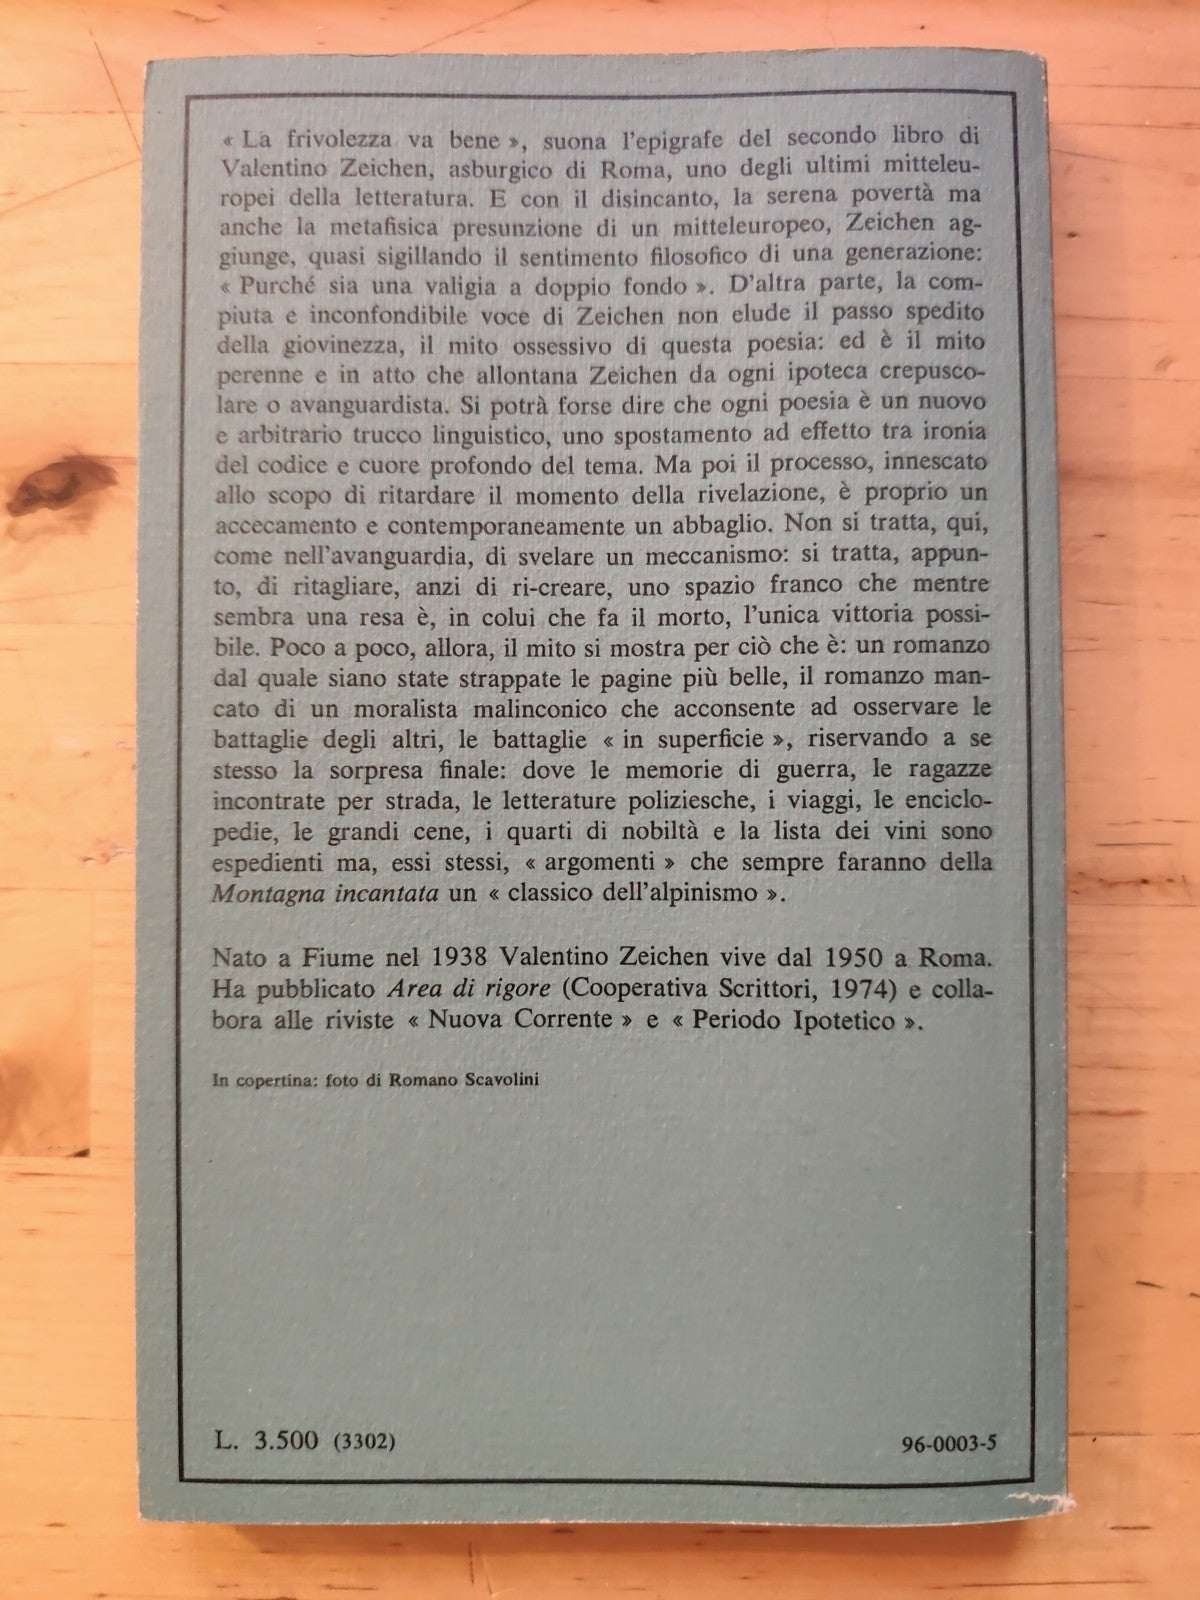 « La frivolezza va bene », suona l'epigrafe del secondo libro di
Valentino Zeichen, asburgico di Roma, uno degli ultimi mitteleu-
ropei della letteratura. E con il disincanto, la serena povertà ma
anche la metafisica presunzione di un mitteleuropeo, Zeichen ag-
giunge, quasi sigillando il sentimento filosofico di una generazione:
« Purché sia una valigia a doppio fondo ». D'altra parte, la com-
piuta e inconfondibile voce di Zeichen non elude il passo spedito
della giovinezza, il mito ossessivo di questa poesia: ed è il mito
perenne e in atto che allontana Zeichen da ogni ipoteca crepusco-
lare o avanguardista. Si potrà forse dire che ogni poesia è un nuovo
e arbitrario trucco linguistico, uno spostamento ad effetto tra ironia
del codice e cuore profondo del tema. Ma poi il processo, innescato
allo scopo di ritardare il momento della rivelazione, è proprio un
accecamento e contemporaneamente un abbaglio. Non si tratta, qui,
come nell'avanguardia, di svelare un meccanismo: si tratta, appun-
to, di ritagliare, anzi di ri-creare, uno spazio franco che mentre
sembra una resa è, in colui che fa il morto, l'unica vittoria possi-
bile. Poco a poco, allora, il mito si mostra per ciò che è: un romanzo
dal quale siano state strappate le pagine più belle, il romanzo man-
cato di un moralista malinconico che acconsente ad osservare le
battaglie degli altri, le battaglie « in superficie », riservando a se
stesso la sorpresa finale: dove le memorie di guerra, le ragazze
incontrate per strada, le letterature poliziesche, i viaggi, le enciclo-
pedie, le grandi cene, i quarti di nobiltà e la lista dei vini sono
espedienti ma, essi stessi, « argomenti » che sempre faranno della
Montagna incantata un « classico dell'alpinismo ».
Nato a Fiume nel 1938 Valentino Zeichen vive dal 1950 a Roma.
Ha pubblicato Area di rigore (Cooperativa Scrittori, 1974) e colla-
bora alle riviste « Nuova Corrente » e « Periodo Ipotetico ».
In copertina: foto di Romano Scavolini
L. 3.500 (3302)
96-0003-5